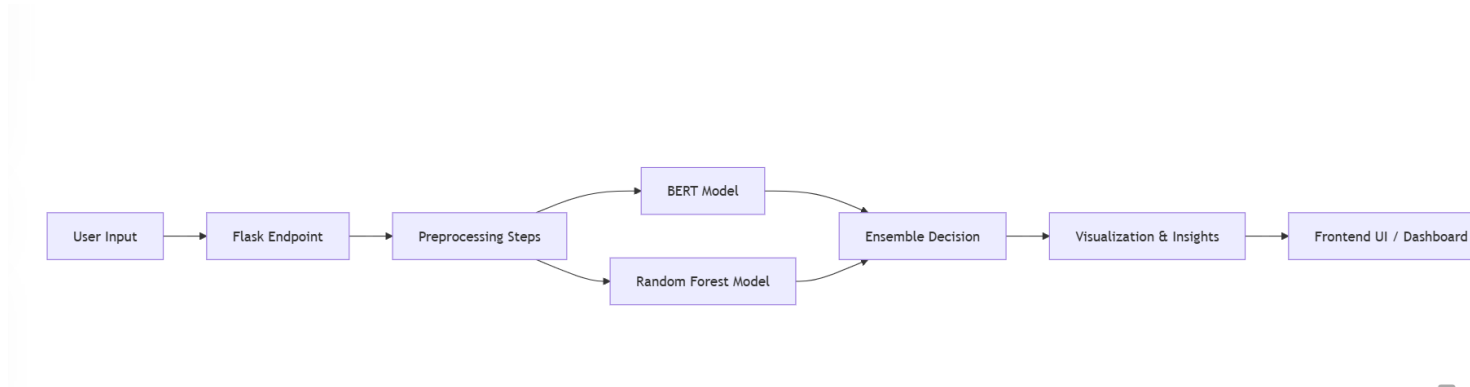 User Input
Flask Endpoint
Preprocessing Steps
BERT Model
Random Forest Model
Ensemble Decision
Visualization & Insights
Frontend UI / Dashboard